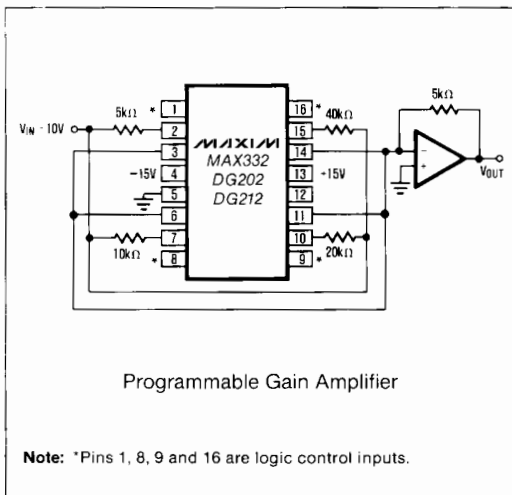 5kΩ * 1 16 * 40kΩ 5kΩ
VIN - 10V 2 15
3 MAXIM 14 −
−15V 4 MAX332 13 +15V + VOUT
5 DG202 12
6 DG212 11
7 10
10kΩ * 8 9 * 20kΩ
Programmable Gain Amplifier
Note: *Pins 1, 8, 9 and 16 are logic control inputs.